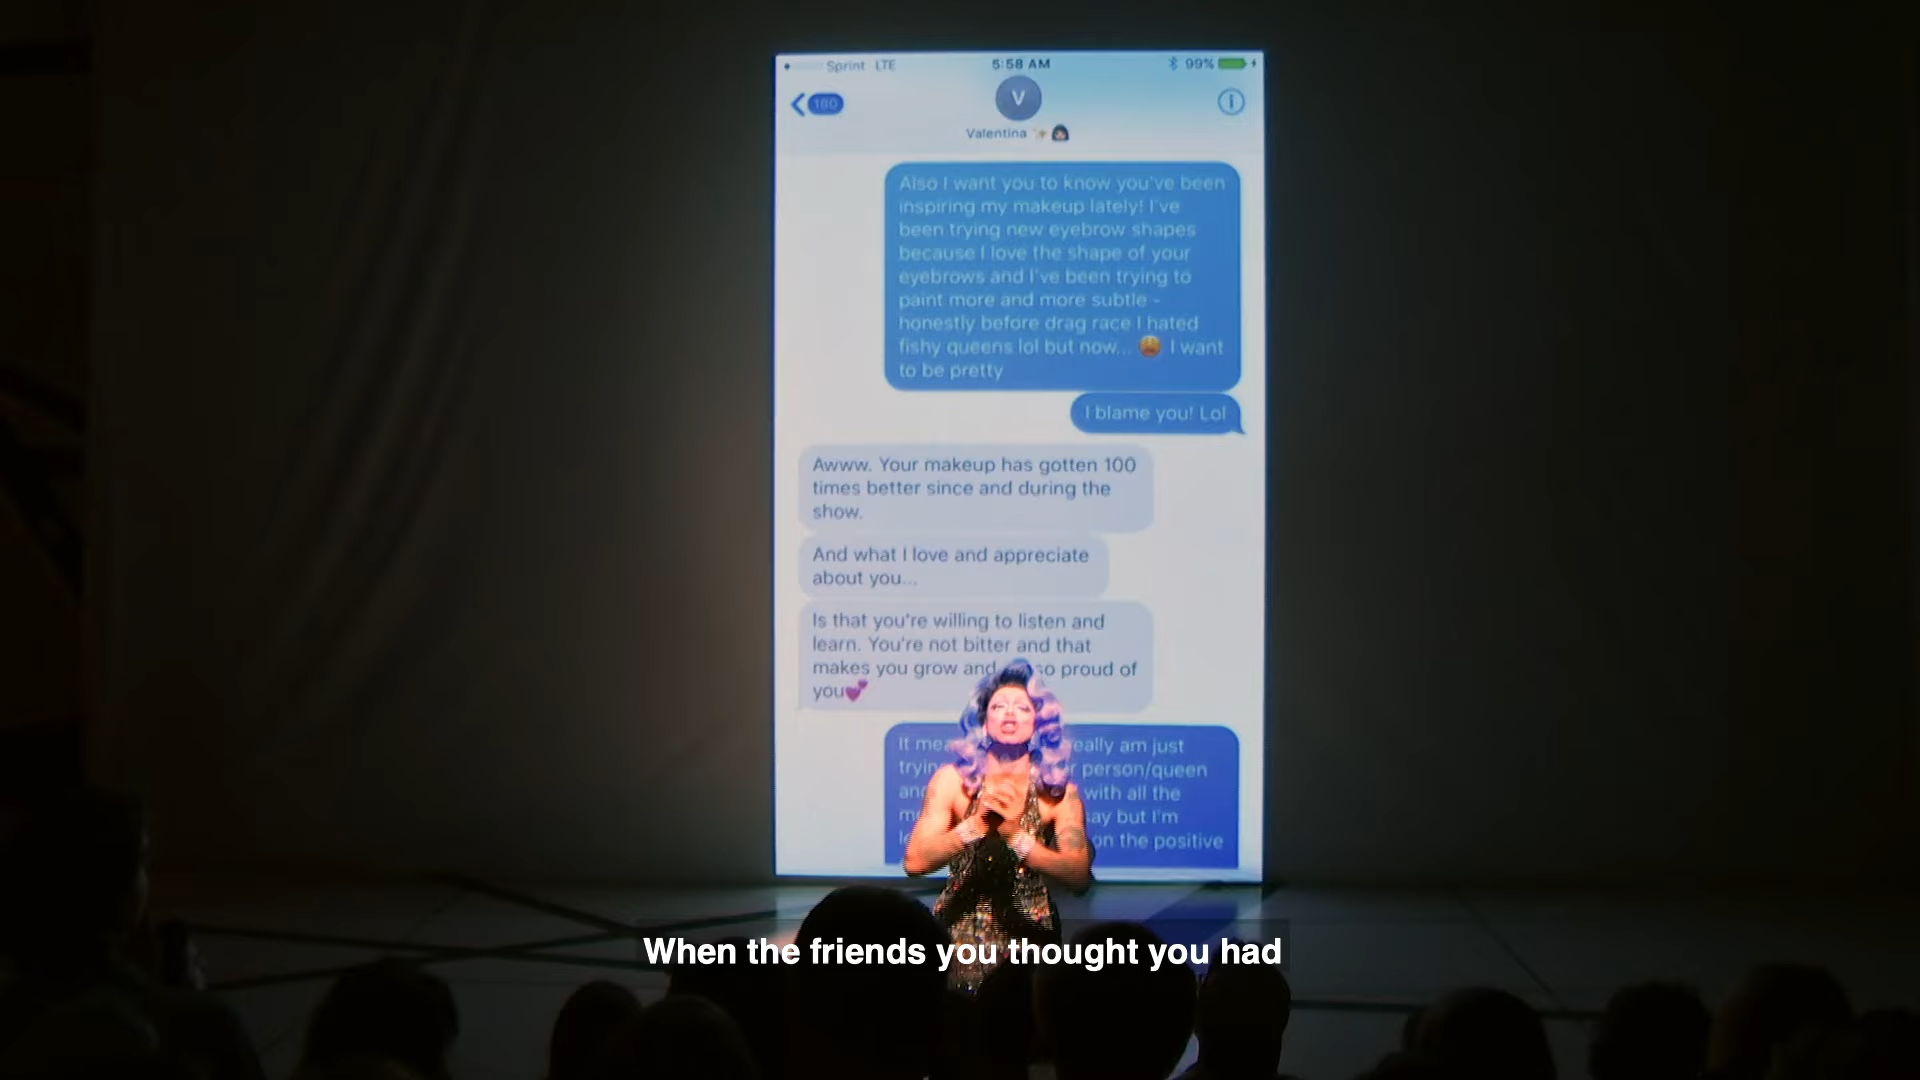 Sprint LTE
5:58 AM
99%
180
V
Valentina
Also I want you to know you've been
inspiring my makeup lately! I've
been trying new eyebrow shapes
because I love the shape of your
eyebrows and I've been trying to
paint more and more subtle -
honestly before drag race I hated
fishy queens lol but now... 😩 I want
to be pretty
I blame you! Lol
Awww. Your makeup has gotten 100
times better since and during the
show.
And what I love and appreciate
about you...
Is that you're willing to listen and
learn. You're not bitter and that
makes you grow and so proud of
you💕
It really am just
person/queen
with all the
but I'm
on the positive
When the friends you thought you had